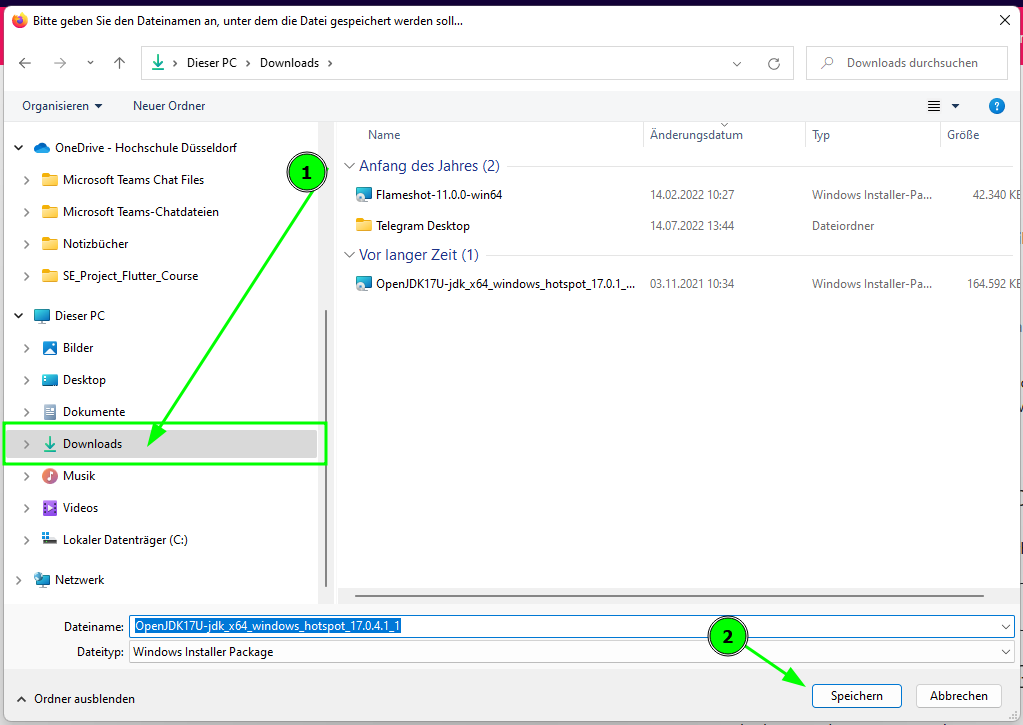 Bitte geben Sie den Dateinamen an, unter dem die Datei gespeichert werden soll...
Dieser PC > Downloads >
Downloads durchsuchen
Organisieren Neuer Ordner
?
Name Änderungsdatum Typ Größe
OneDrive - Hochschule Düsseldorf
Microsoft Teams Chat Files
Microsoft Teams-Chatdateien
Notizbücher
SE_Project_Flutter_Course
Dieser PC
Bilder
Desktop
Dokumente
Downloads
Musik
Videos
Lokaler Datenträger (C:)
Netzwerk
1
Anfang des Jahres (2)
Flameshot-11.0.0-win64 14.02.2022 10:27 Windows Installer-Pa... 42.340 KB
Telegram Desktop 14.07.2022 13:44 Dateiordner
Vor langer Zeit (1)
OpenJDK17U-jdk_x64_windows_hotspot_17.0.1_... 03.11.2021 10:34 Windows Installer-Pa... 164.592 KB
Dateiname: OpenJDK17U-jdk_x64_windows_hotspot_17.0.4.1_1
Dateityp: Windows Installer Package
2
Ordner ausblenden
Speichern
Abbrechen